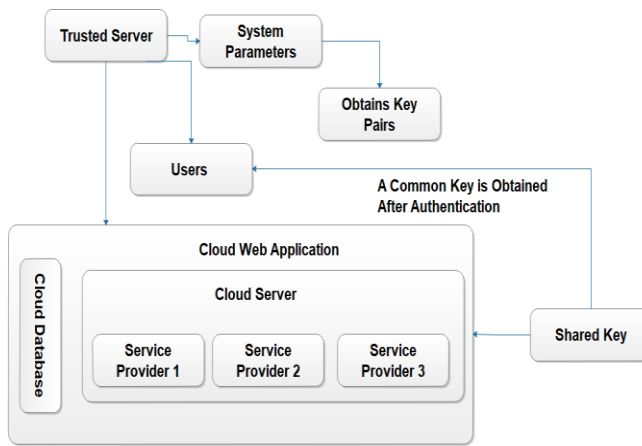 Trusted Server
System
Parameters
Obtains Key
Pairs
Users
A Common Key is Obtained
After Authentication
Cloud Web Application
Cloud Database
Cloud Server
Service
Provider 1
Service
Provider 2
Service
Provider 3
Shared Key